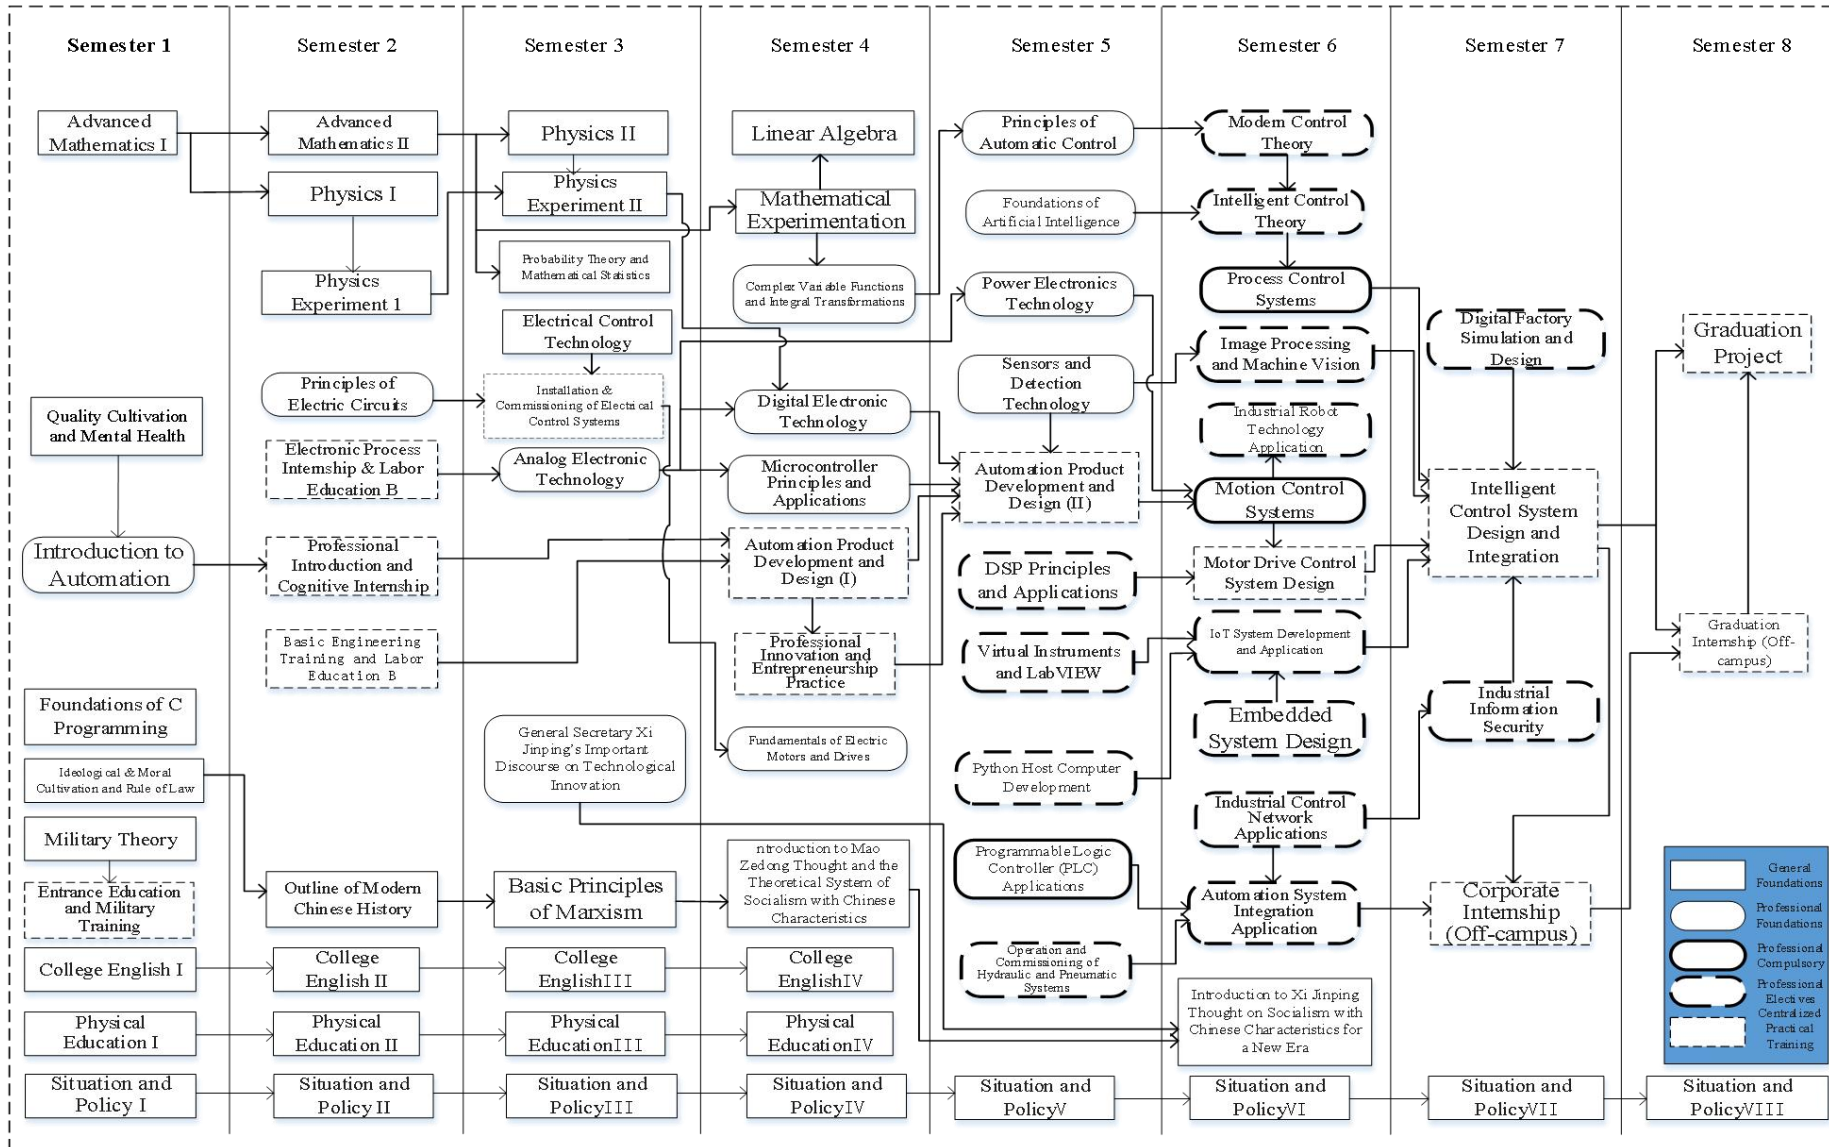 Semester 1
Semester 2
Semester 3
Semester 4
Semester 5
Semester 6
Semester 7
Semester 8
Advanced
Mathematics I
Quality Cultivation
and Mental Health
Introduction to
Automation
Foundations of C
Programming
Ideological & Moral
Cultivation and Rule of Law
Military Theory
Entrance Education
and Military
Training
College English I
Physical
Education I
Situation and
Policy I
Advanced
Mathematics II
Physics I
Physics
Experiment 1
Principles of
Electric Circuits
Electronic Process
Internship & Labor
Education B
Professional
Introduction and
Cognitive Internship
Basic Engineering
Training and Labor
Education B
Outline of Modern
Chinese History
College
English II
Physical
Education II
Situation and
Policy II
Physics II
Physics
Experiment II
Probability Theory and
Mathematical Statistics
Electrical Control
Technology
Installation &
Commissioning of Electrical
Control Systems
Analog Electronic
Technology
General Secretary Xi
Jinping's Important
Discourse on Technological
Innovation
Basic Principles
of Marxism
College
EnglishIII
Physical
EducationIII
Situation and
PolicyIII
Linear Algebra
Mathematical
Experimentation
Complex Variable Functions
and Integral Transformations
Digital Electronic
Technology
Microcontroller
Principles and
Applications
Automation Product
Development and
Design (I)
Professional
Innovation and
Entrepreneurship
Practice
Fundamentals of Electric
Motors and Drives
ntroduction to Mao
Zedong Thought and the
Theoretical System of
Socialism with Chinese
Characteristics
College
EnglishIV
Physical
EducationIV
Situation and
PolicyIV
Principles of
Automatic Control
Foundations of
Artificial Intelligence
Power Electronics
Technology
Sensors and
Detection
Technology
Automation Product
Development and
Design (II)
DSP Principles
and Applications
Virtual Instruments
and LabVIEW
Python Host Computer
Development
Programmable Logic
Controller (PLC)
Applications
Operation and
Commissioning of
Hydraulic and Pneumatic
Systems
Situation and
PolicyV
Modern Control
Theory
Intelligent Control
Theory
Process Control
Systems
Image Processing
and Machine Vision
Industrial Robot
Technology
Application
Motion Control
Systems
Motor Drive Control
System Design
IoT System Development
and Application
Embedded
System Design
Industrial Control
Network
Applications
Automation System
Integration
Application
Introduction to Xi Jinping
Thought on Socialism with
Chinese Characteristics for
a New Era
Situation and
PolicyVI
Digital Factory
Simulation and
Design
Intelligent
Control System
Design and
Integration
Industrial
Information
Security
Corporate
Internship
(Off-campus)
Situation and
PolicyVII
Graduation
Project
Graduation
Internship (Off-
campus)
General
Foundations
Professional
Foundations
Professional
Compulsory
Professional
Electives
Centralized
Practical
Training
Situation and
PolicyVIII